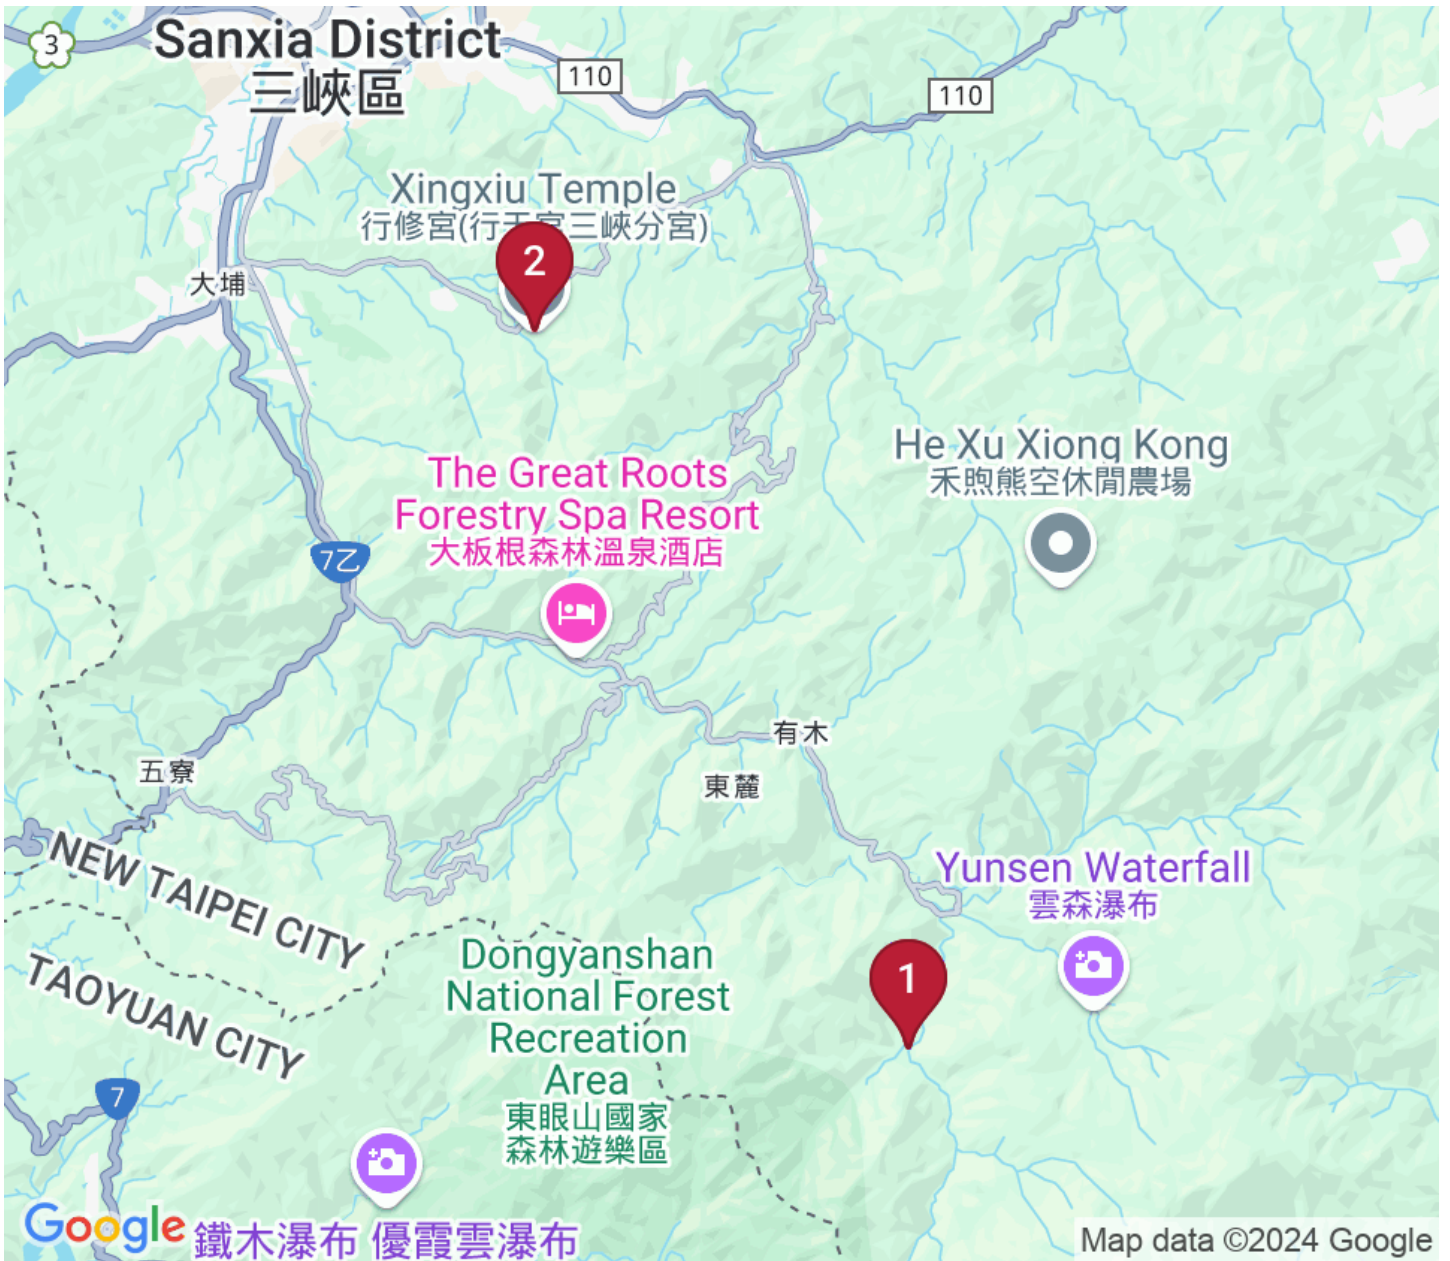 3
Sanxia District
三峽區
110
110
Xingxiu Temple
行修宮(行天宮三峽分宮)
2
大埔
He Xu Xiong Kong
禾煦熊空休閒農場
The Great Roots
Forestry Spa Resort
大板根森林溫泉酒店
7乙
有木
五寮
東麓
NEW TAIPEI CITY
TAOYUAN CITY
Yunsen Waterfall
雲森瀑布
Dongyanshan
National Forest
Recreation
Area
東眼山國家
森林遊樂區
1
7
Google
鐵木瀑布 優霞雲瀑布
Map data ©2024 Google